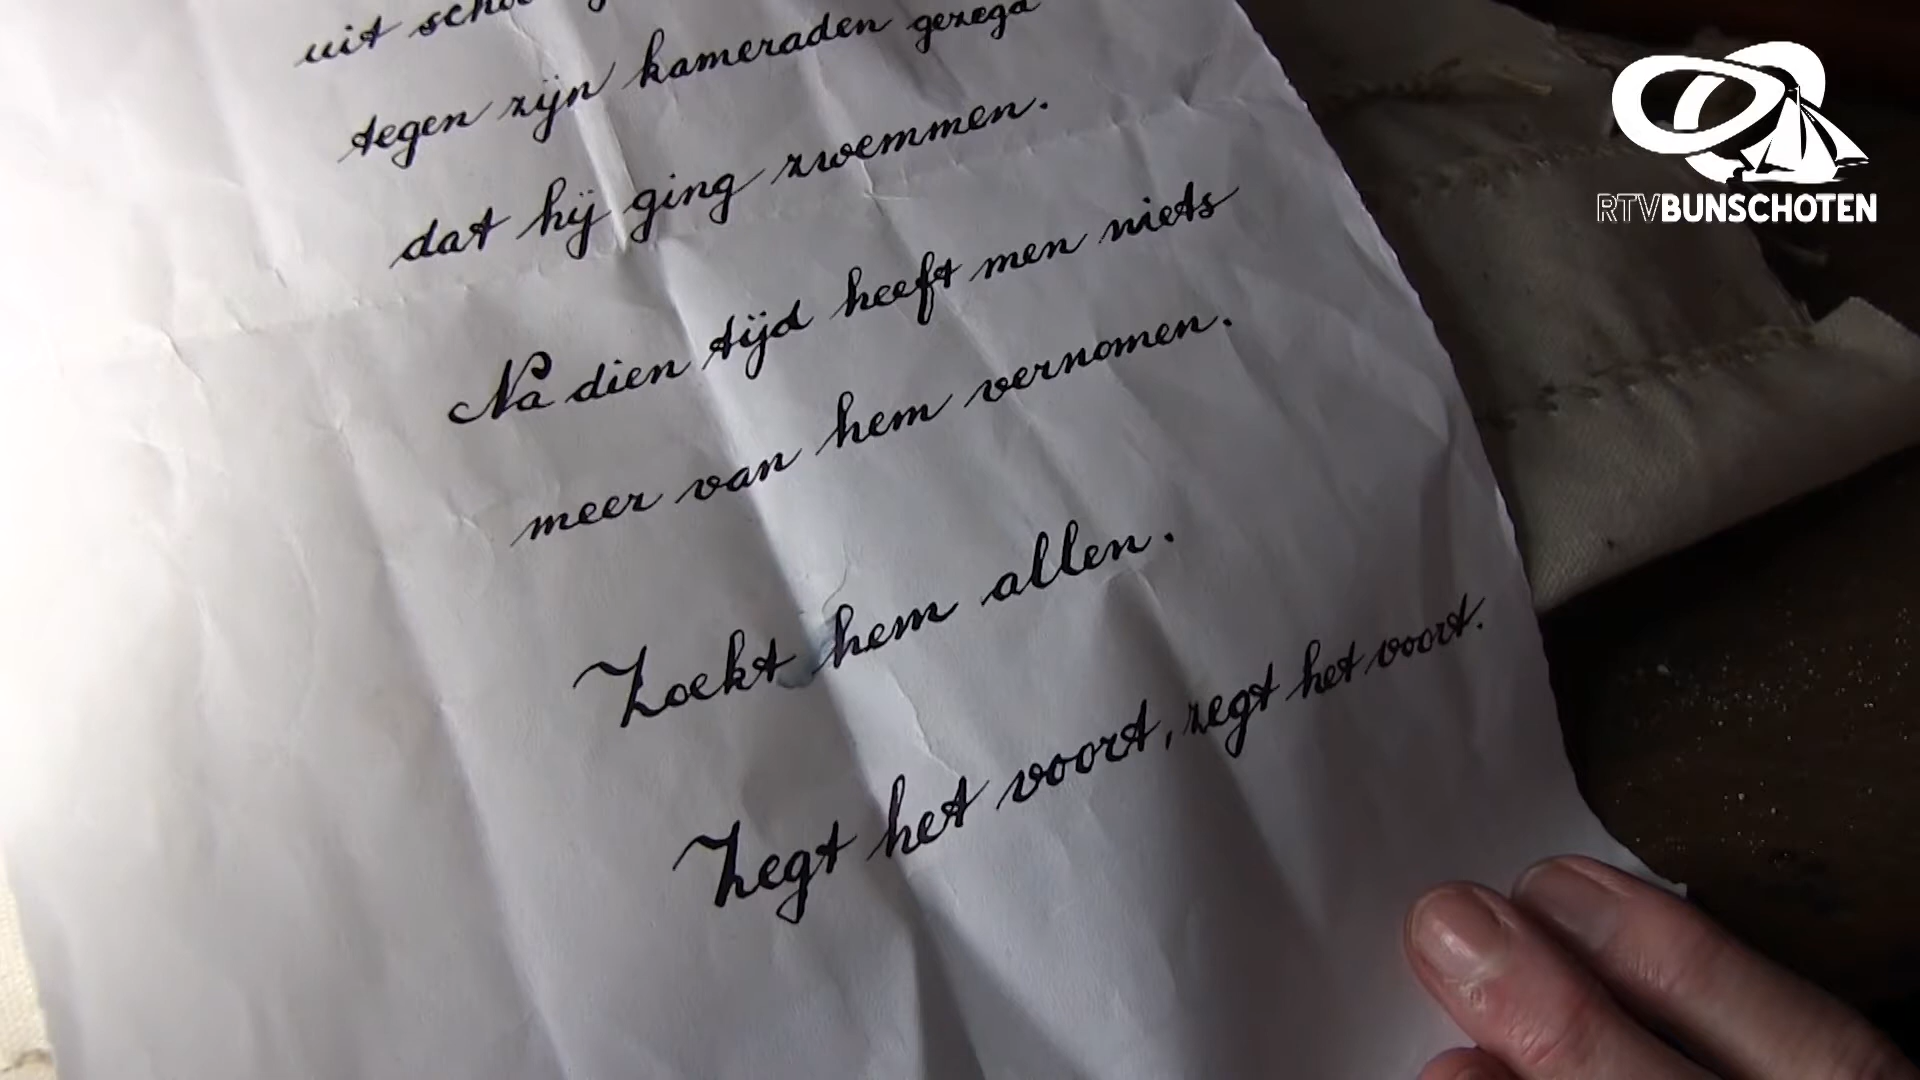 uit
tegen zijn kameraden gezegd
dat hij ging zwemmen.
Na dien tijd heeft men niets
meer van hem vernomen.
Zoekt hem allen.
Zegt het voort, zegt het voort.
RTVBUNSCHOTEN